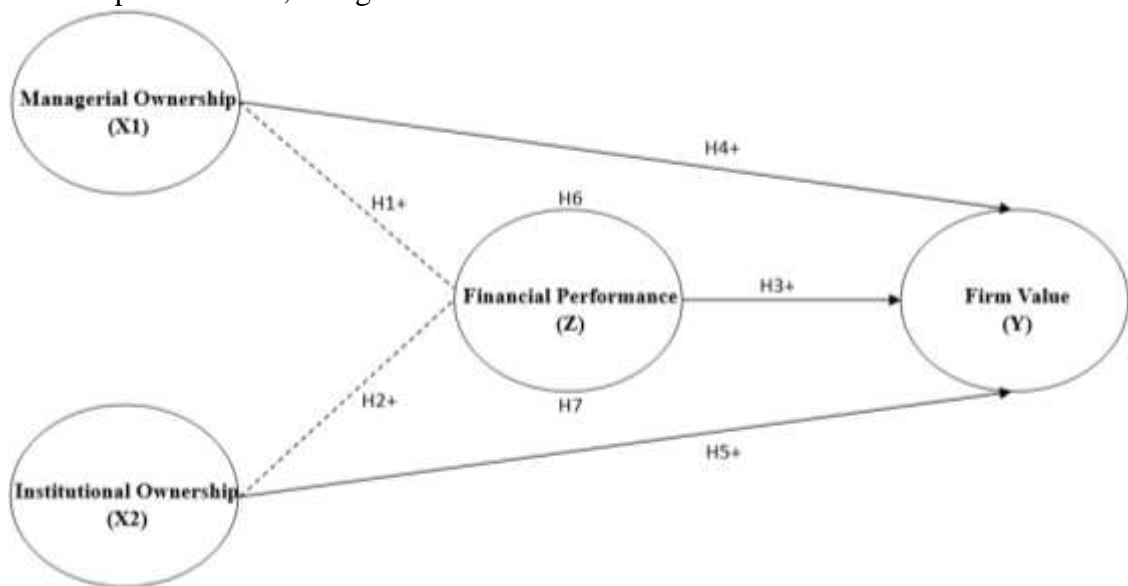 Managerial Ownership
(X1)
H4+
H1+
H6
Financial Performance
(Z)
H3+
Firm Value
(Y)
H2+
H7
H5+
Institutional Ownership
(X2)